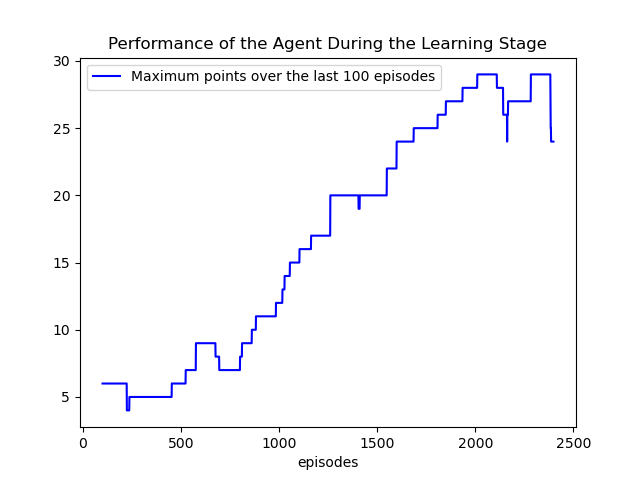 Performance of the Agent During the Learning Stage
Maximum points over the last 100 episodes
30
25
20
15
10
5
0 500 1000 1500 2000 2500
episodes